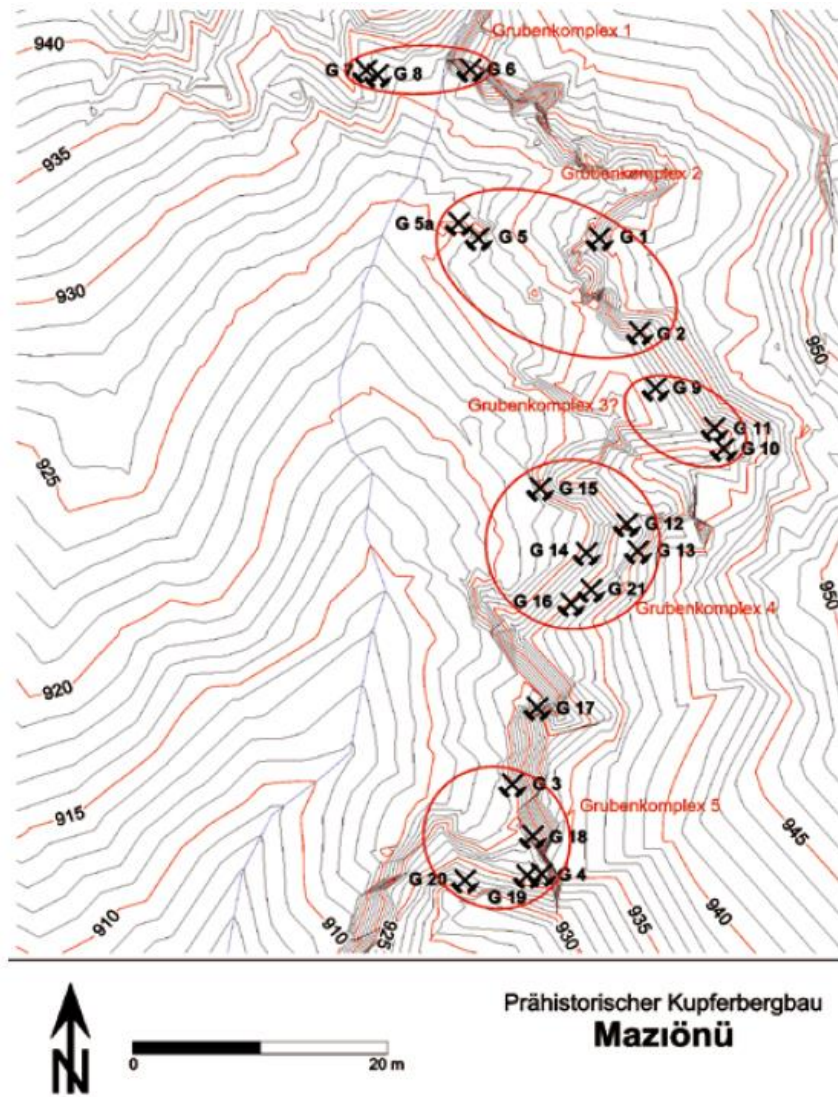 Grubenkomplex 1
940
G 7
G 8
G 6
935
Grubenkomplex 2
G 5a
G 5
G 1
930
G 2
950
G 9
Grubenkomplex 3?
G 11
G 10
925
G 15
G 12
G 14
G 13
G 21
G 16
950
Grubenkomplex 4
920
G 17
G 3
Grubenkomplex 5
915
G 18
945
G 20
G 4
G 19
910
910
925
930
935
940
N
0
20 m
Prähistorischer Kupferbergbau
Mazıönü